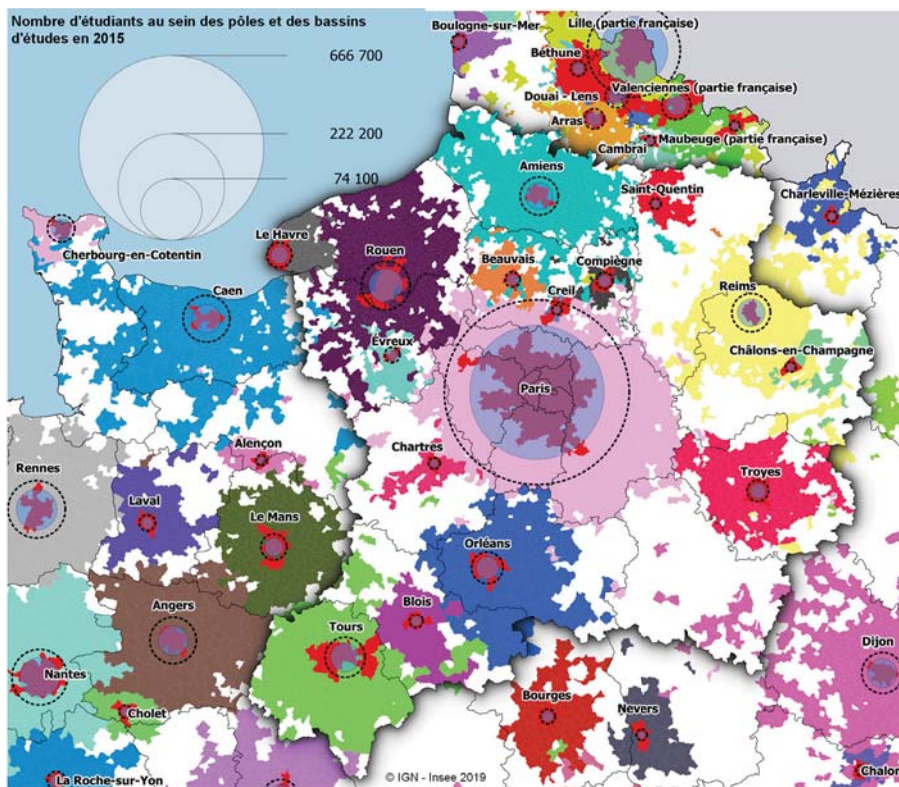 Nombre d'étudiants au sein des pôles et des bassins
d'études en 2015
666 700
222 200
74 100
Boulogne-sur-Mer
Lille (partie française)
Béthune
Douai - Lens
Valenciennes (partie française)
Arras
Cambrai
Maubeuge (partie française)
Amiens
Saint-Quentin
Charleville-Mézières
Cherbourg-en-Cotentin
Le Havre
Rouen
Beauvais
Compiègne
Creil
Caen
Reims
Évreux
Châlons-en-Champagne
Paris
Chartres
Alençon
Rennes
Laval
Troyes
Le Mans
Orléans
Angers
Blois
Tours
Dijon
Nantes
Bourges
Nevers
Cholet
La Roche-sur-Yon
© IGN - Insee 2019
Chalon